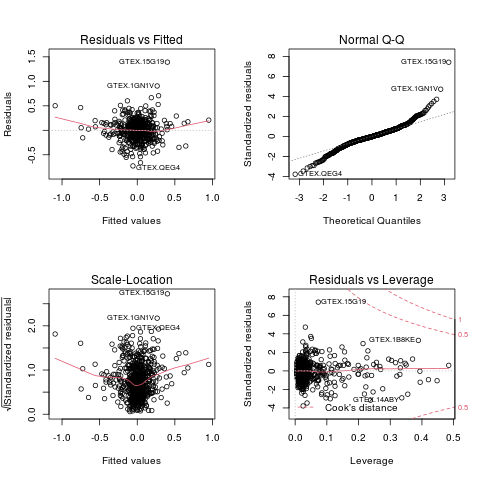 Residuals vs Fitted
Residuals
-0.5 0.0 0.5 1.0 1.5
GTEX.15G19
GTEX.1GN1V
GTEX.QEG4
-1.0 -0.5 0.0 0.5 1.0
Fitted values
Normal Q-Q
Standardized residuals
-4 -2 0 2 4 6 8
GTEX.15G19
GTEX.1GN1V
GTEX.QEG4
-3 -2 -1 0 1 2 3
Theoretical Quantiles
Scale-Location
√|Standardized residuals|
0.0 1.0 2.0
GTEX.15G19
GTEX.1GN1V
GTEX.QEG4
-1.0 -0.5 0.0 0.5 1.0
Fitted values
Residuals vs Leverage
Standardized residuals
-4 -2 0 2 4 6 8
GTEX.15G19
GTEX.1B8KE
GTEX.14ABY
Cook's distance
1
0.5
0.5
0.0 0.1 0.2 0.3 0.4 0.5
Leverage